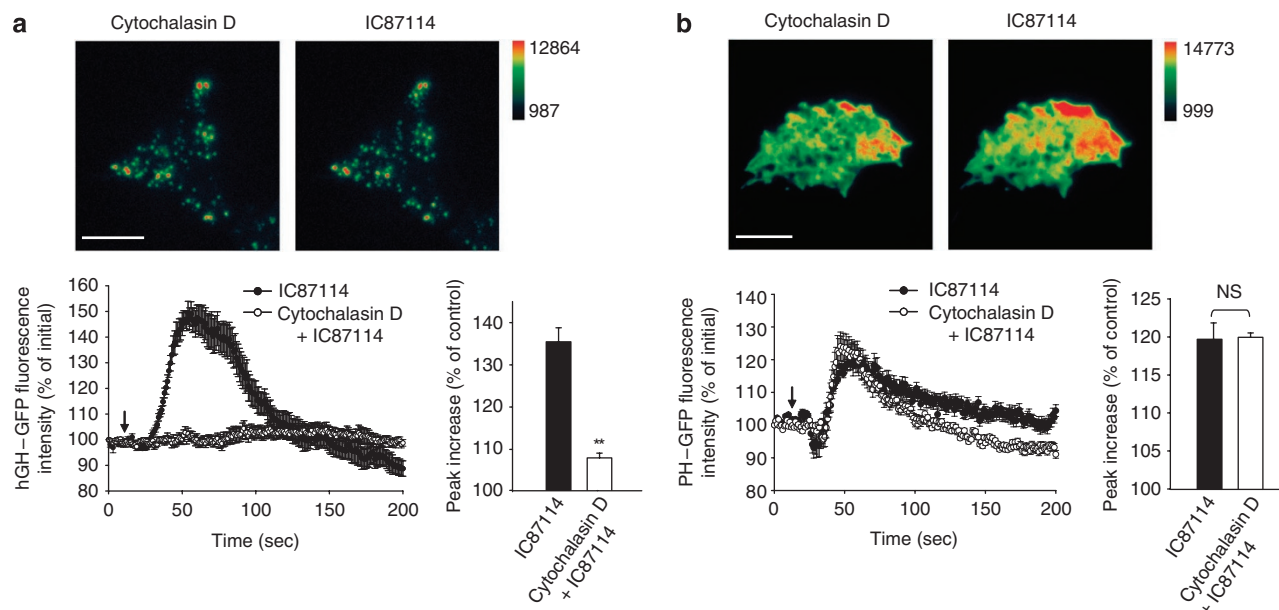 a
Cytochalasin D
IC87114
12864
987
hGH–GFP fluorescence
intensity (% of initial)
160
150
140
130
120
110
100
90
80
0
50
100
150
200
Time (sec)
IC87114
Cytochalasin D
+ IC87114
Peak increase (% of control)
140
130
120
110
100
**
IC87114
Cytochalasin D
+ IC87114
b
Cytochalasin D
IC87114
14773
999
PH–GFP fluorescence
intensity (% of initial)
140
130
120
110
100
90
80
0
50
100
150
200
Time (sec)
IC87114
Cytochalasin D
+ IC87114
Peak increase (% of control)
125
120
115
110
105
100
NS
IC87114
Cytochalasin D
+ IC87114